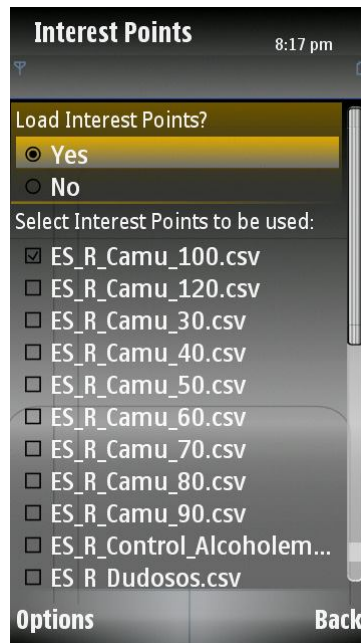 Interest Points
8:17 pm
Load Interest Points?
Yes
No
Select Interest Points to be used:
ES_R_Camu_100.csv
ES_R_Camu_120.csv
ES_R_Camu_30.csv
ES_R_Camu_40.csv
ES_R_Camu_50.csv
ES_R_Camu_60.csv
ES_R_Camu_70.csv
ES_R_Camu_80.csv
ES_R_Camu_90.csv
ES_R_Control_Alcoholem...
ES_R_Dudosos.csv
Options
Back